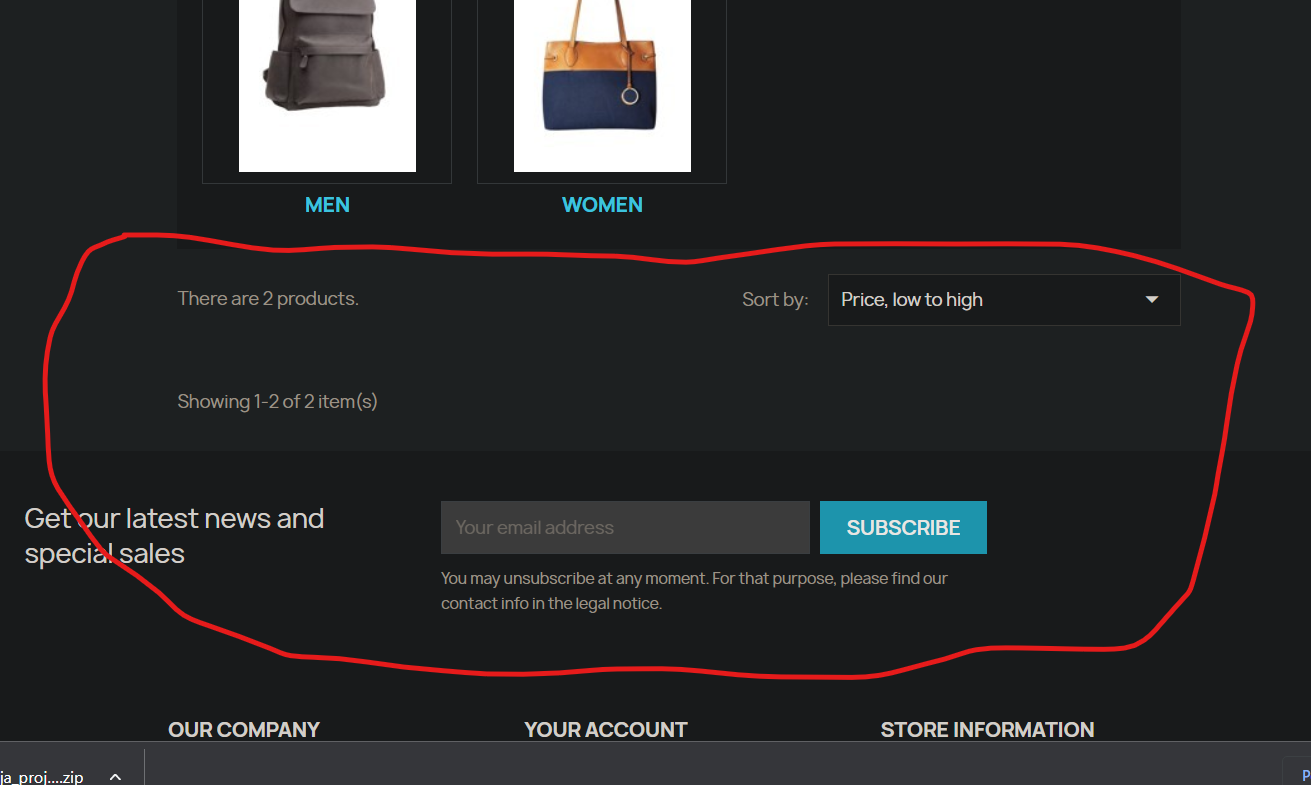 MEN
WOMEN
There are 2 products.
Sort by:
Price, low to high
Showing 1-2 of 2 item(s)
Get our latest news and
special sales
Your email address
SUBSCRIBE
You may unsubscribe at any moment. For that purpose, please find our
contact info in the legal notice.
OUR COMPANY
YOUR ACCOUNT
STORE INFORMATION
ja_proj....zip
P